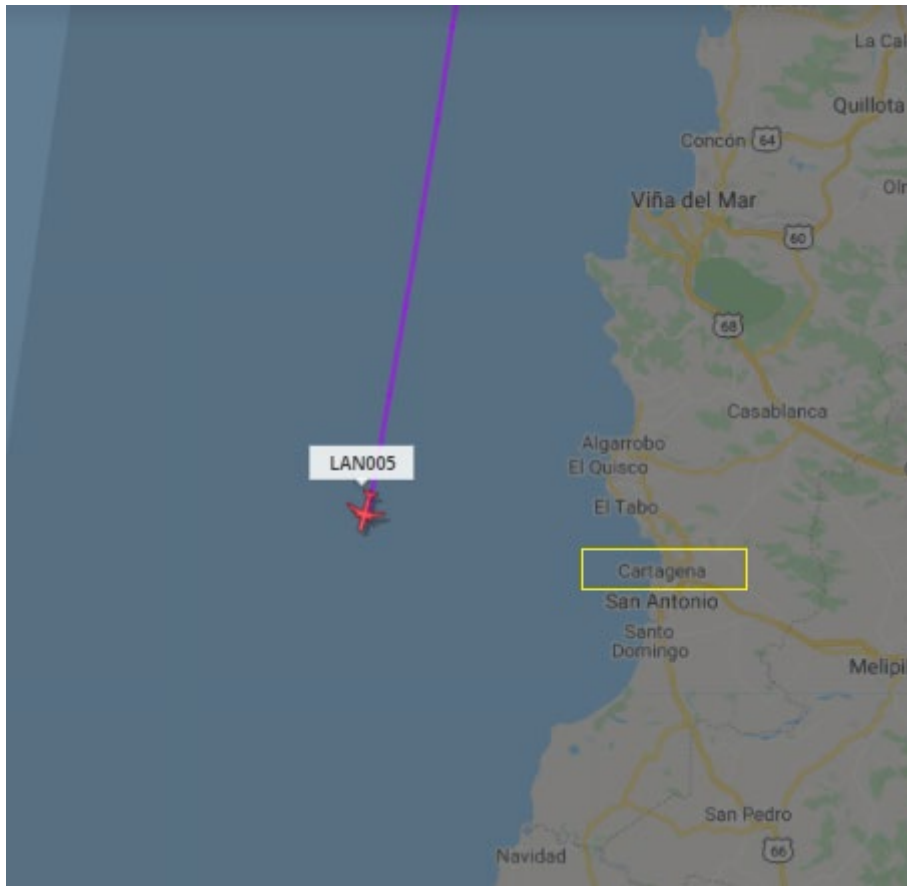 La Cal
Quillota
Concón 64
Olm
Viña del Mar
60
68
Casablanca
Algarrobo
LAN005
El Quisco
El Tabo
Cartagena
San Antonio
Santo
Domingo
Melipi
San Pedro
Navidad
66